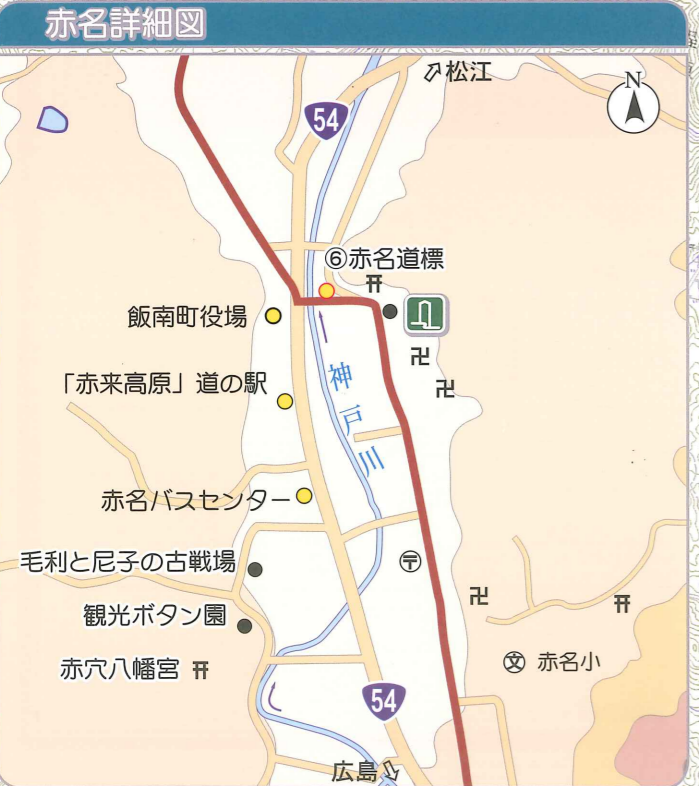 赤名詳細図
松江
N
54
⑥赤名道標
飯南町役場
「赤来高原」道の駅
神戸川
赤名バスセンター
毛利と尼子の古戦場
観光ボタン園
赤穴八幡宮
文 赤名小
54
広島